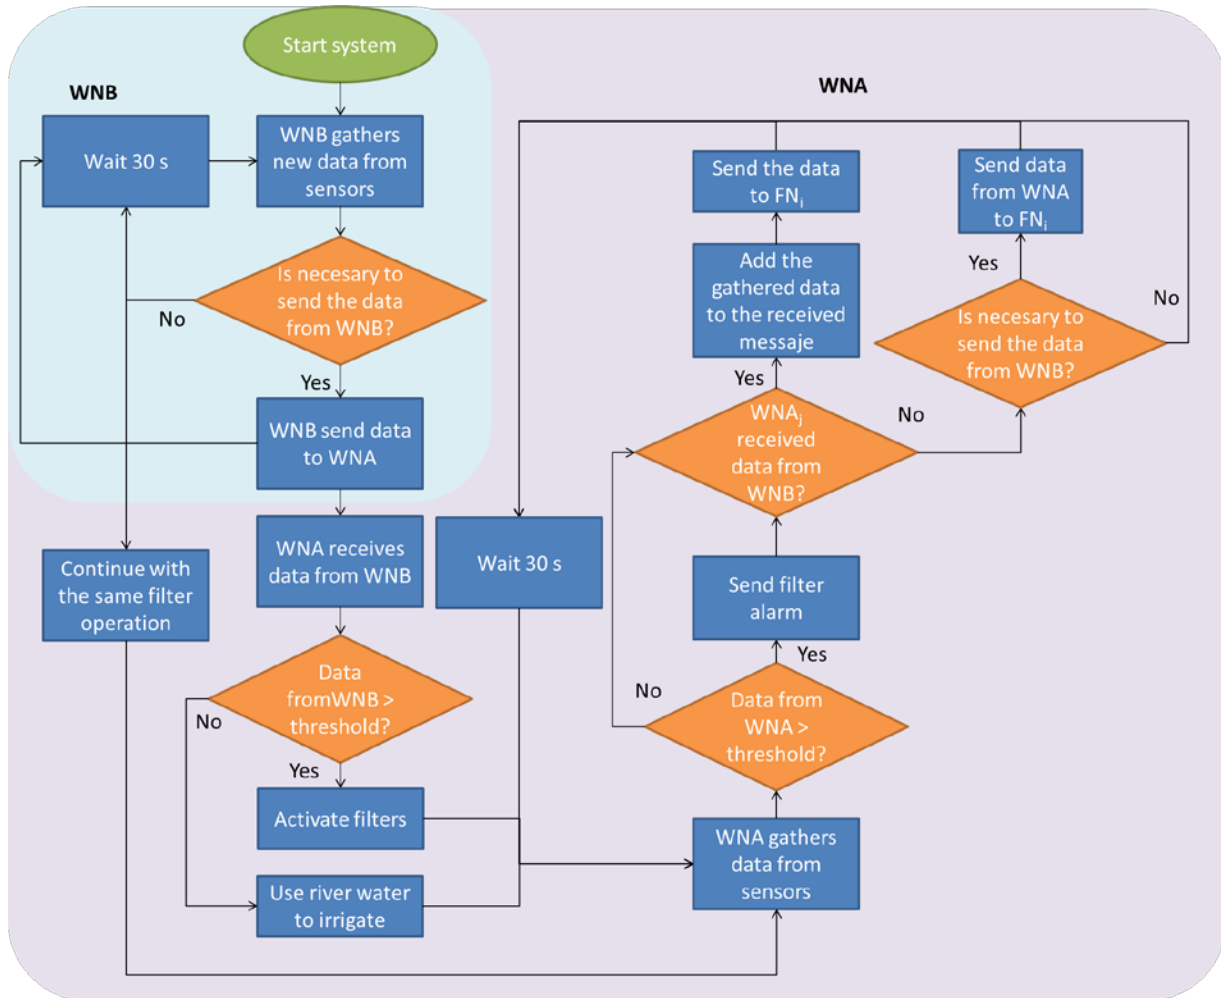 Start system
WNB
Wait 30 s
WNB gathers
new data from
sensors
Is necesary to
send the data
from WNB?
No
Yes
WNB send data
to WNA
WNA receives
data from WNB
Continue with
the same filter
operation
Data
fromWNB >
threshold?
No
Yes
Activate filters
Use river water
to irrigate
WNA
Send the data
to FNi
Send data
from WNA
to FNi
Add the
gathered data
to the received
messaje
Yes
No
Is necesary to
send the data
from WNB?
Yes
WNAj
received
data from
WNB?
No
Wait 30 s
Send filter
alarm
Yes
No
Data from
WNA >
threshold?
WNA gathers
data from
sensors